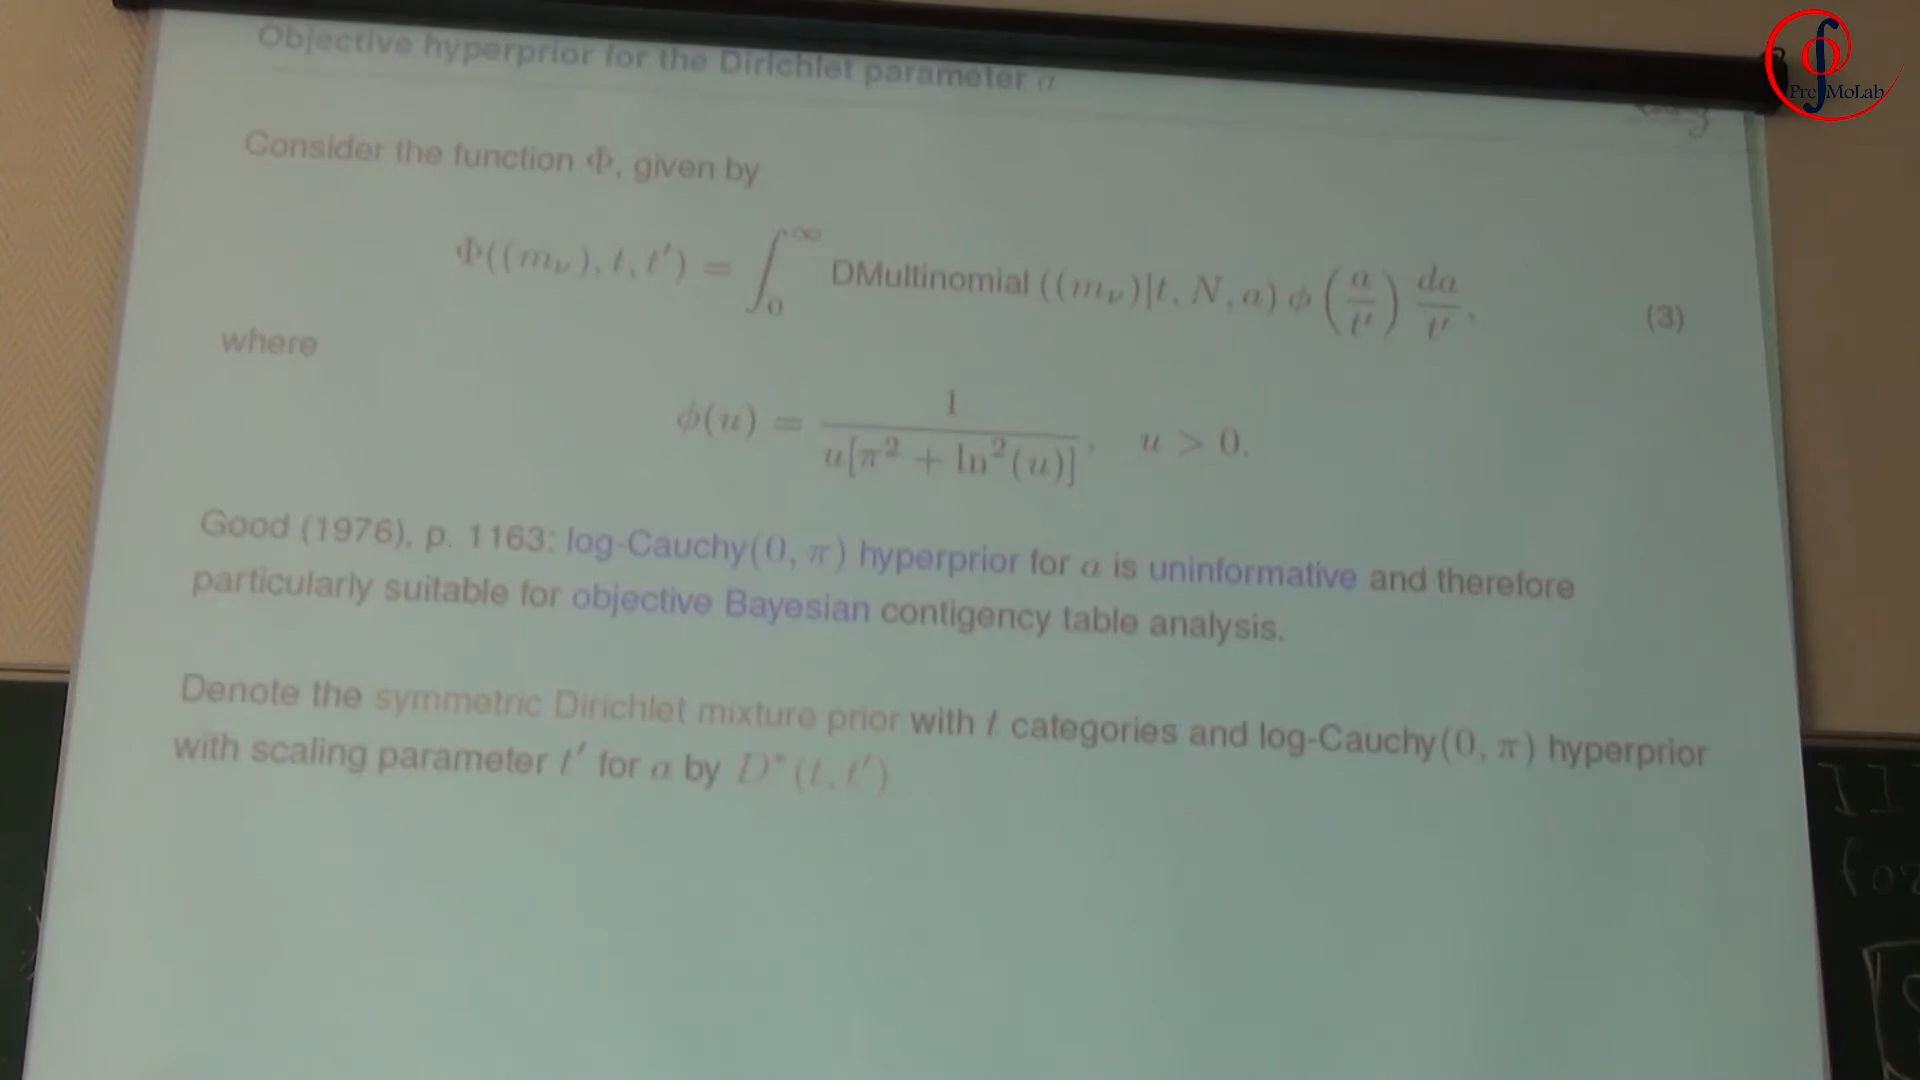 Objective hyperprior for the Dirichlet parameter a
Consider the function Φ, given by
Φ((m_ν), t, t′) = ∫₀^∞ DMultinomial ((m_ν)|t, N, a) ϕ (a/t′) da/t′,
(3)
where
ϕ(u) = 1/(u[π² + ln²(u)]), u > 0.
Good (1976), p. 1163: log-Cauchy(0, π) hyperprior for a is uninformative and therefore
particularly suitable for objective Bayesian contigency table analysis.
Denote the symmetric Dirichlet mixture prior with t categories and log-Cauchy(0, π) hyperprior
with scaling parameter t′ for a by D*(t, t′)
PreMoLab